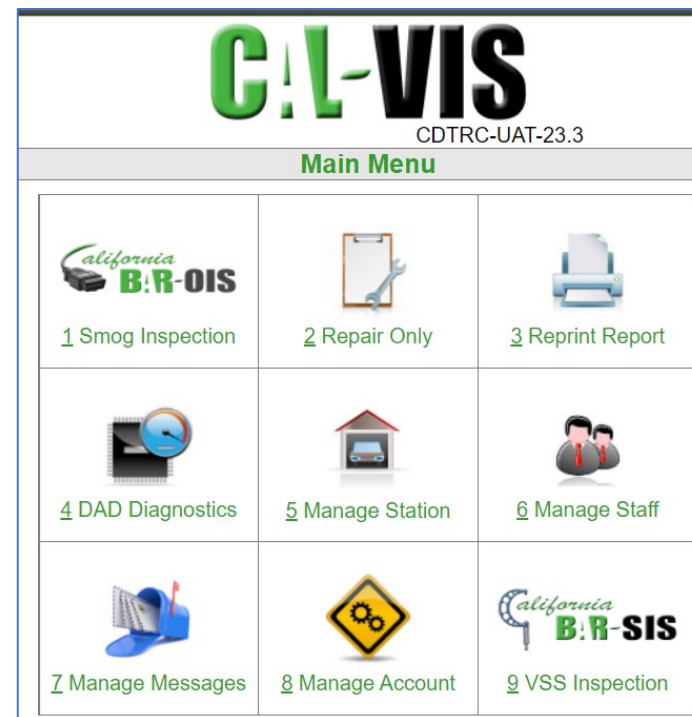 CAL-VIS
CDTRC-UAT-23.3
Main Menu
California
BAR-OIS
1 Smog Inspection
2 Repair Only
3 Reprint Report
4 DAD Diagnostics
5 Manage Station
6 Manage Staff
7 Manage Messages
8 Manage Account
California
BAR-SIS
9 VSS Inspection